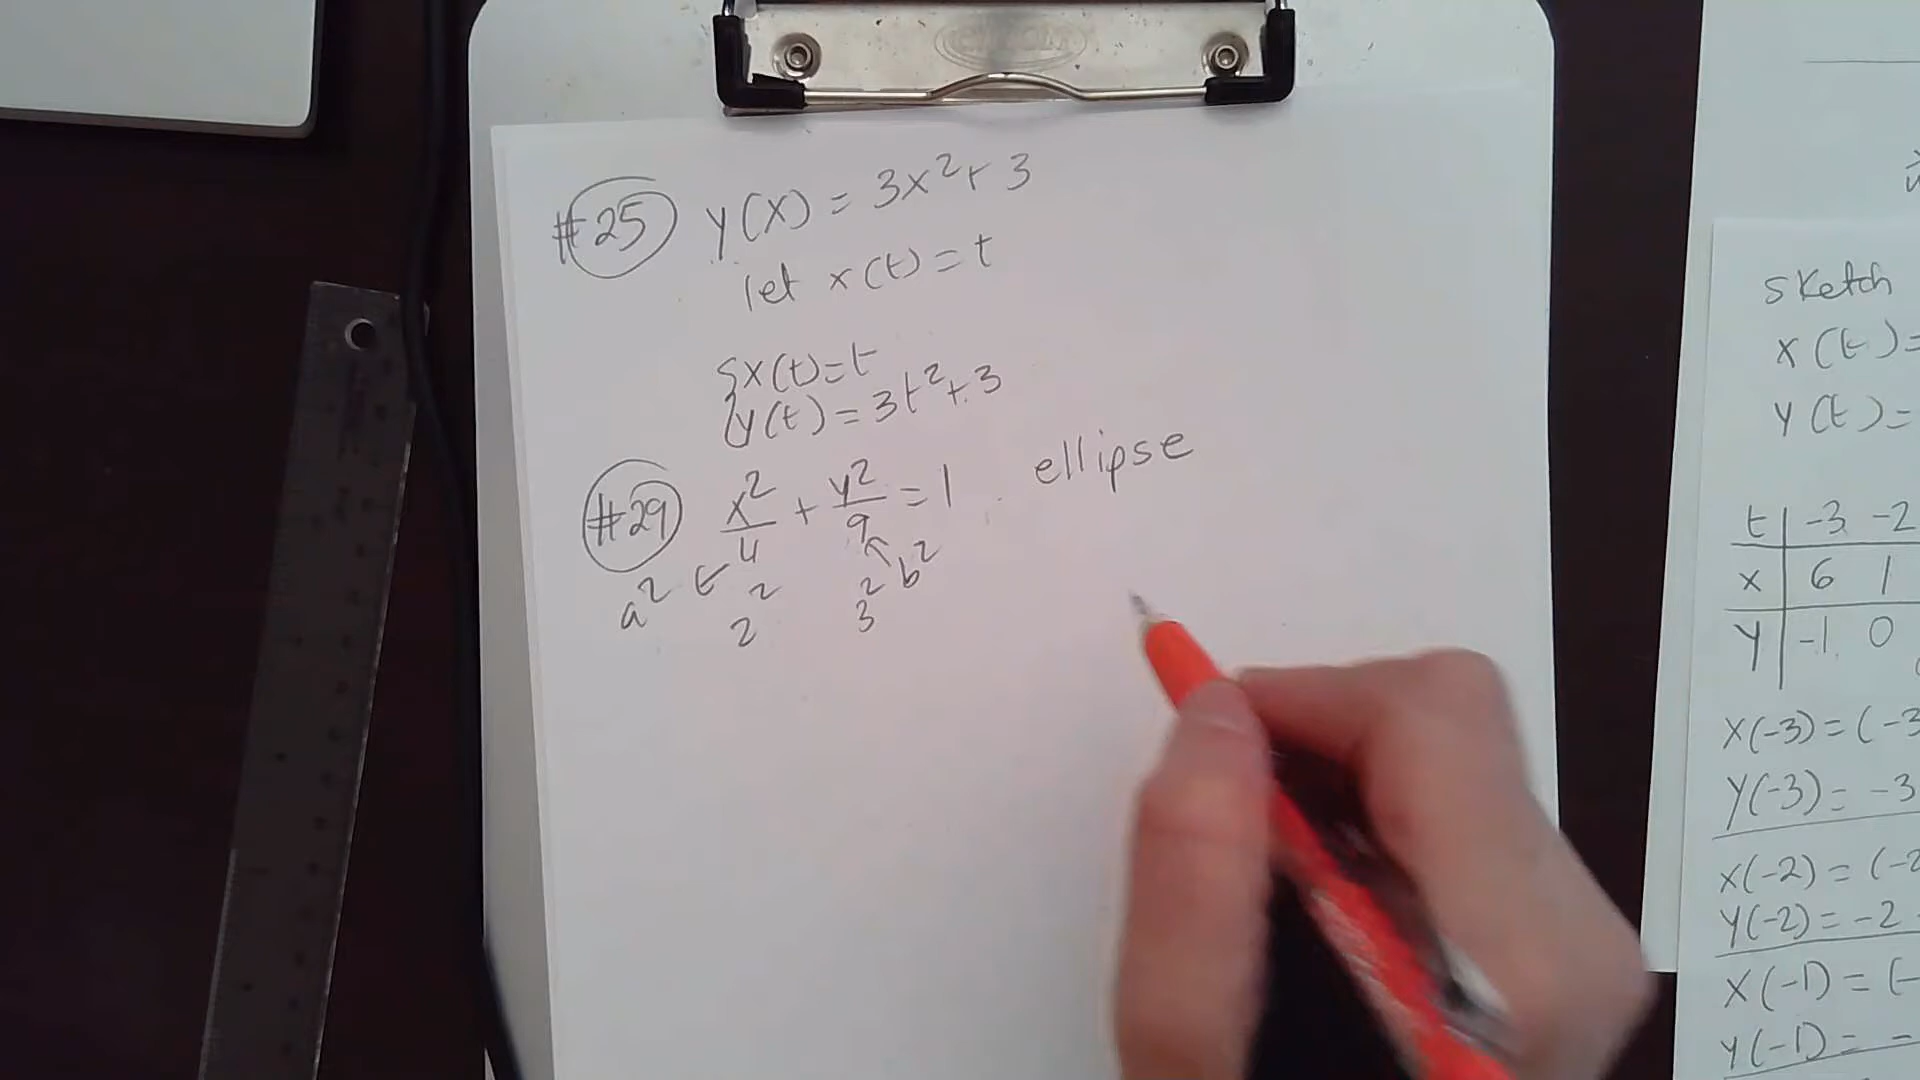 #25 y(x) = 3x²+3
let x(t) = t
{x(t)=t
y(t) = 3t²+3
#29 x²/4 + y²/9 = 1 ellipse
a² ← 2² 3² ↖ b²
sketch
x(t)=
y(t)=
t -3 -2
x 6 1
y -1 0
x(-3)=(-3
y(-3)= -3
x(-2)=(-2
y(-2)= -2
x(-1)=(-
y(-1)= -